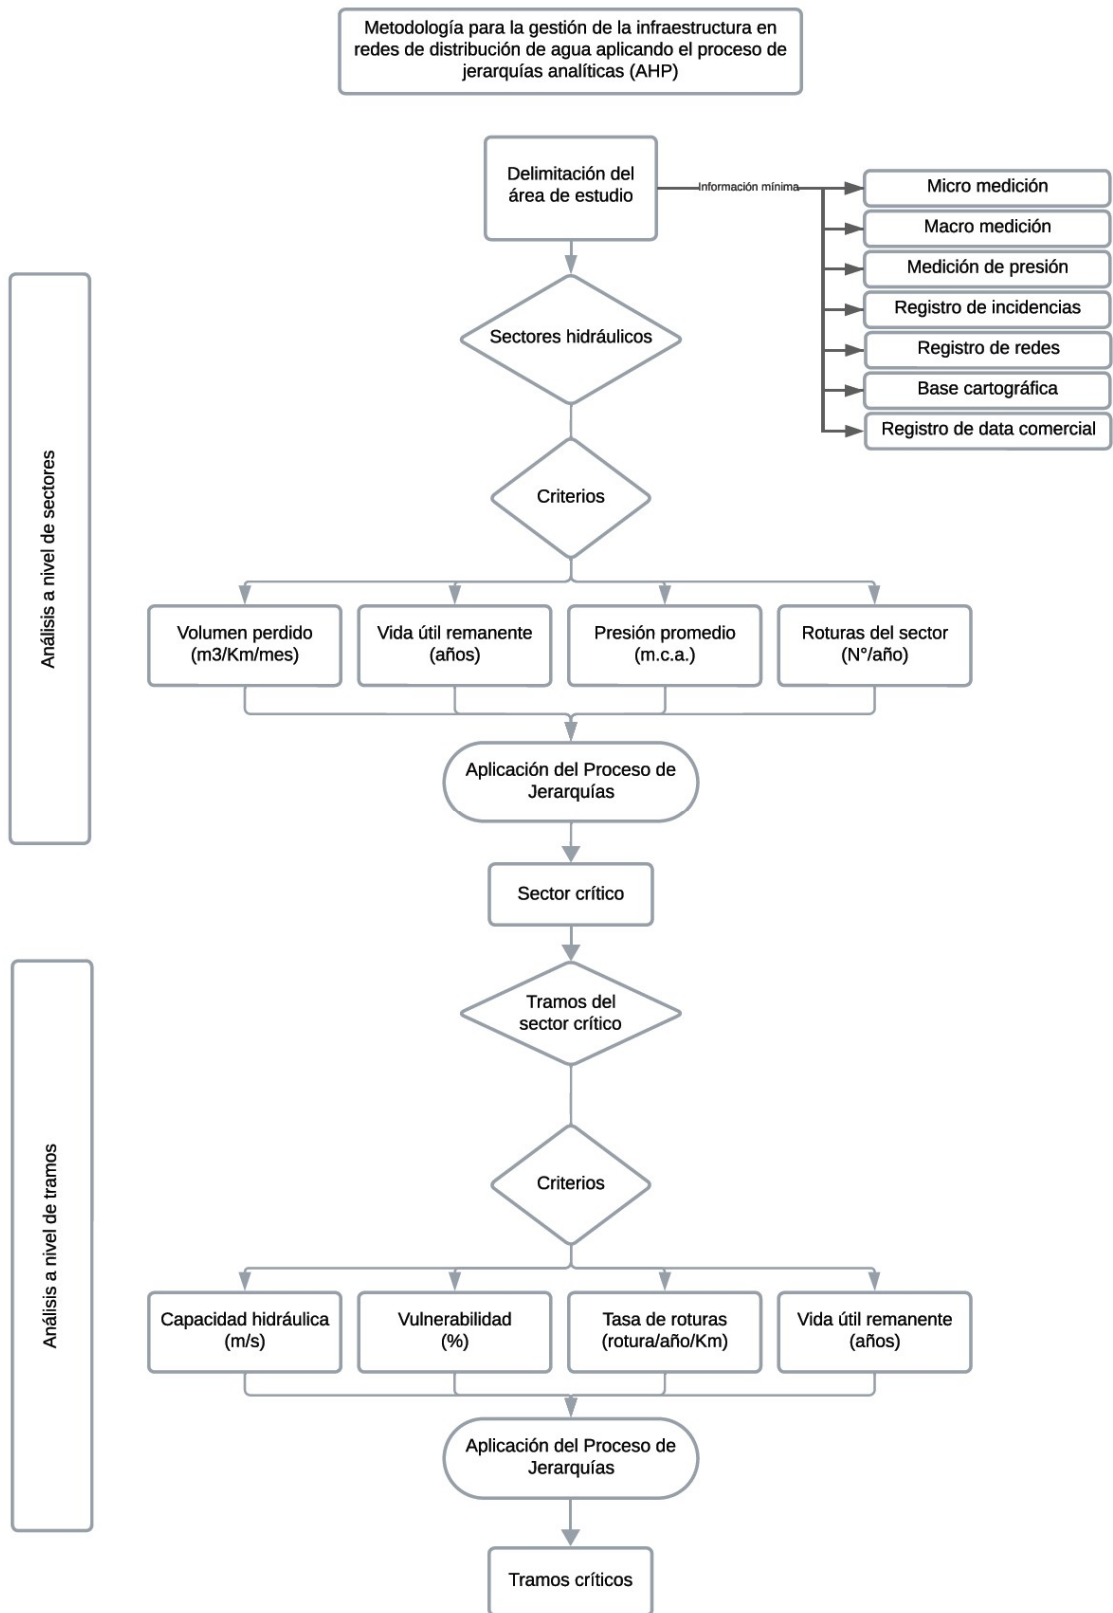 Metodología para la gestión de la infraestructura en
redes de distribución de agua aplicando el proceso de
jerarquías analíticas (AHP)
Delimitación del
área de estudio
Información mínima
Micro medición
Macro medición
Medición de presión
Registro de incidencias
Registro de redes
Base cartográfica
Registro de data comercial
Análisis a nivel de sectores
Sectores hidráulicos
Criterios
Volumen perdido
(m3/Km/mes)
Vida útil remanente
(años)
Presión promedio
(m.c.a.)
Roturas del sector
(N°/año)
Aplicación del Proceso de
Jerarquías
Sector crítico
Análisis a nivel de tramos
Tramos del
sector crítico
Criterios
Capacidad hidráulica
(m/s)
Vulnerabilidad
(%)
Tasa de roturas
(rotura/año/Km)
Vida útil remanente
(años)
Aplicación del Proceso de
Jerarquías
Tramos críticos